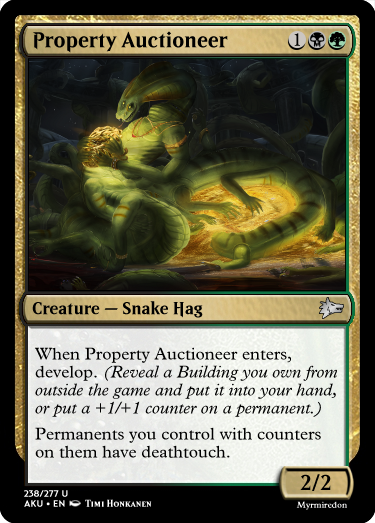 Property Auctioneer 1
Creature — Snake Hag
When Property Auctioneer enters,
develop. (Reveal a Building you own from
outside the game and put it into your hand,
or put a +1/+1 counter on a permanent.)
Permanents you control with counters
on them have deathtouch.
2/2
238/277 U
AKU • EN Timi Honkanen
Myrmiredon